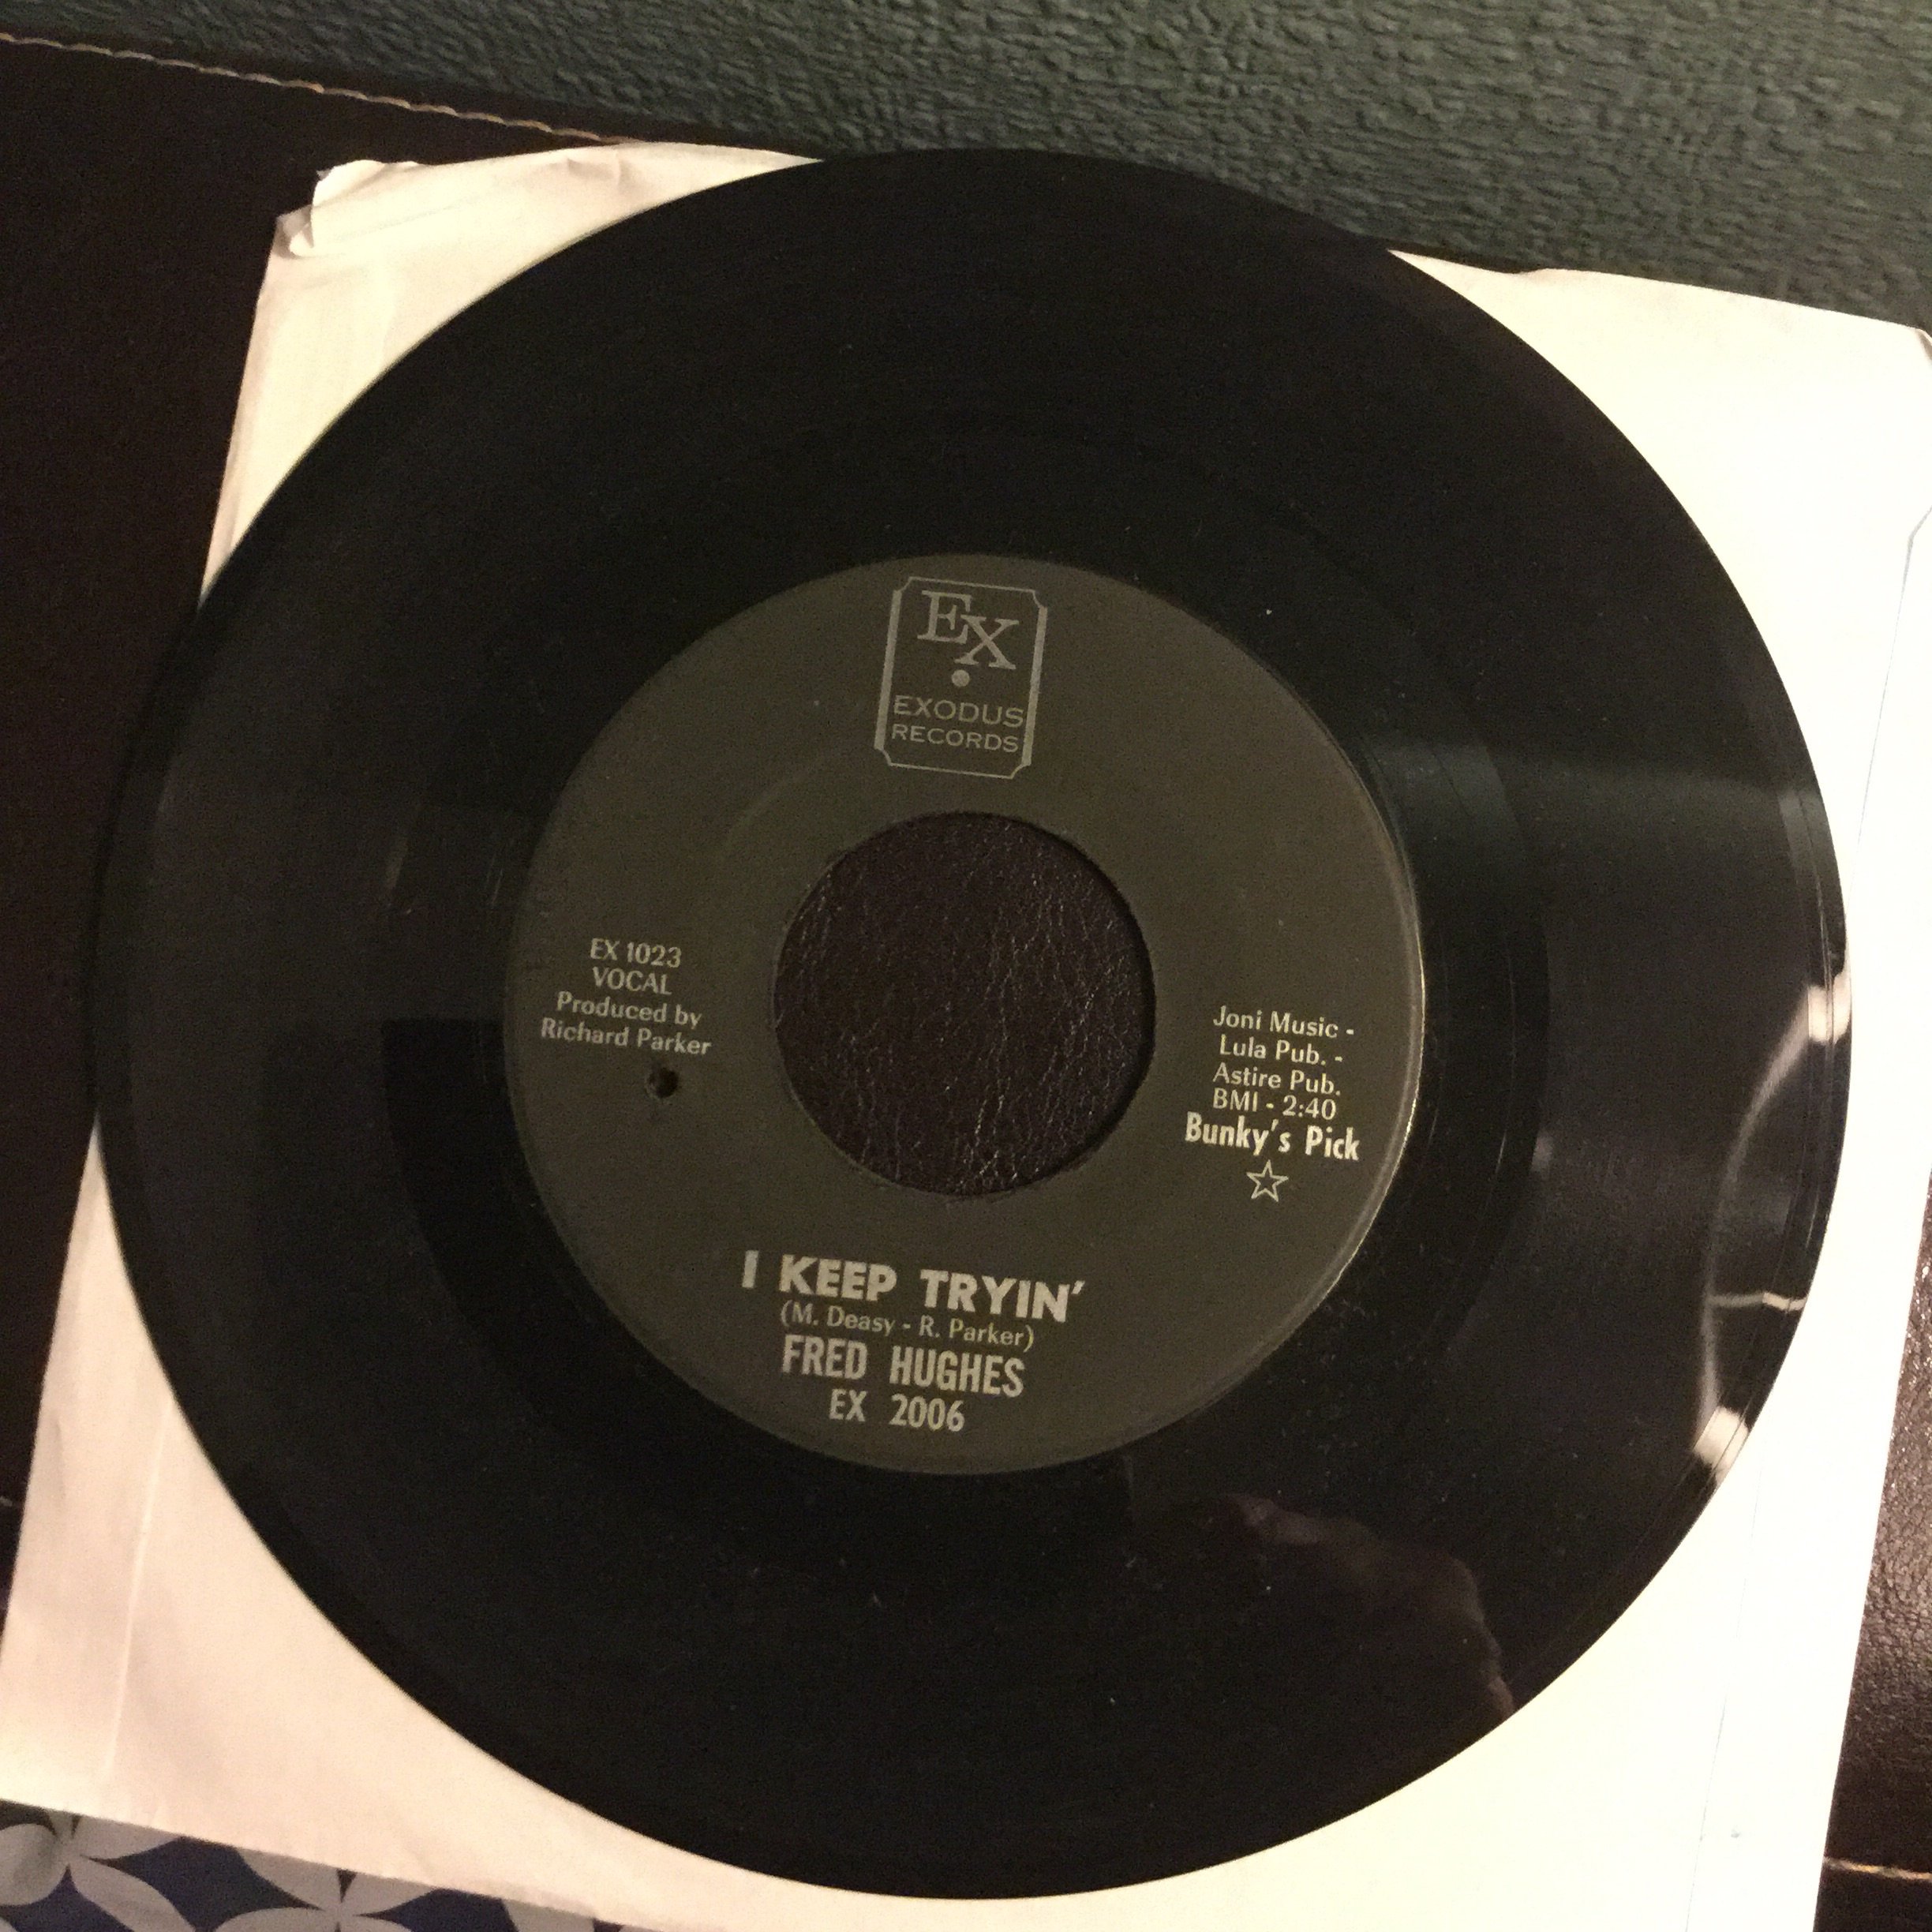 EX
EXODUS
RECORDS
EX 1023
VOCAL
Produced by
Richard Parker
Joni Music -
Lula Pub. -
Astire Pub.
BMI - 2:40
Bunky's Pick
I KEEP TRYIN'
(M. Deasy - R. Parker)
FRED HUGHES
EX 2006